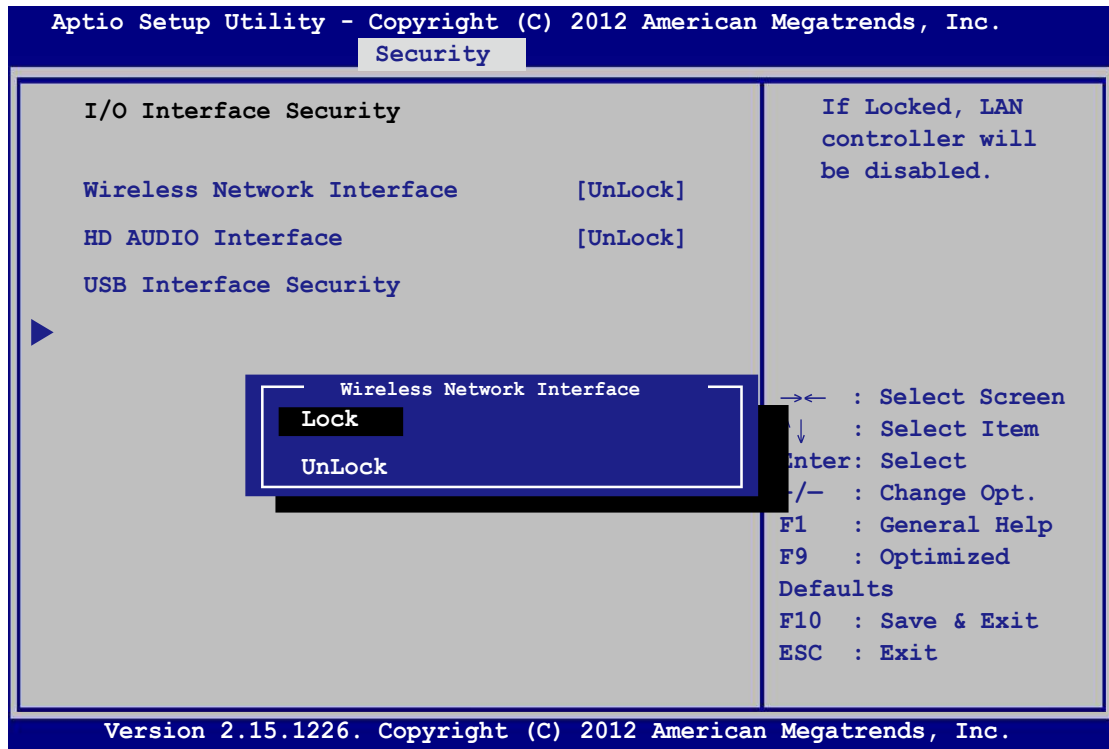 Aptio Setup Utility - Copyright (C) 2012 American Megatrends, Inc.
Security
I/O Interface Security
Wireless Network Interface [UnLock]
HD AUDIO Interface [UnLock]
USB Interface Security
Wireless Network Interface
Lock
UnLock
If Locked, LAN
controller will
be disabled.
→← : Select Screen
↓ : Select Item
: Select
/— : Change Opt.
F1 : General Help
F9 : Optimized
Defaults
F10 : Save & Exit
ESC : Exit
Version 2.15.1226. Copyright (C) 2012 American Megatrends, Inc.